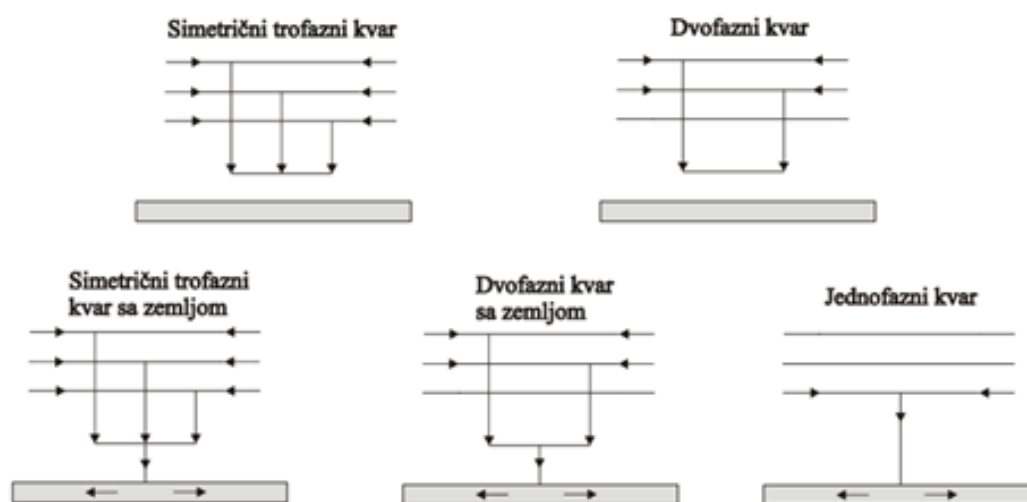 Simetrični trofazni kvar
Dvofazni kvar
Simetrični trofazni
kvar sa zemljom
Dvofazni kvar
sa zemljom
Jednofazni kvar